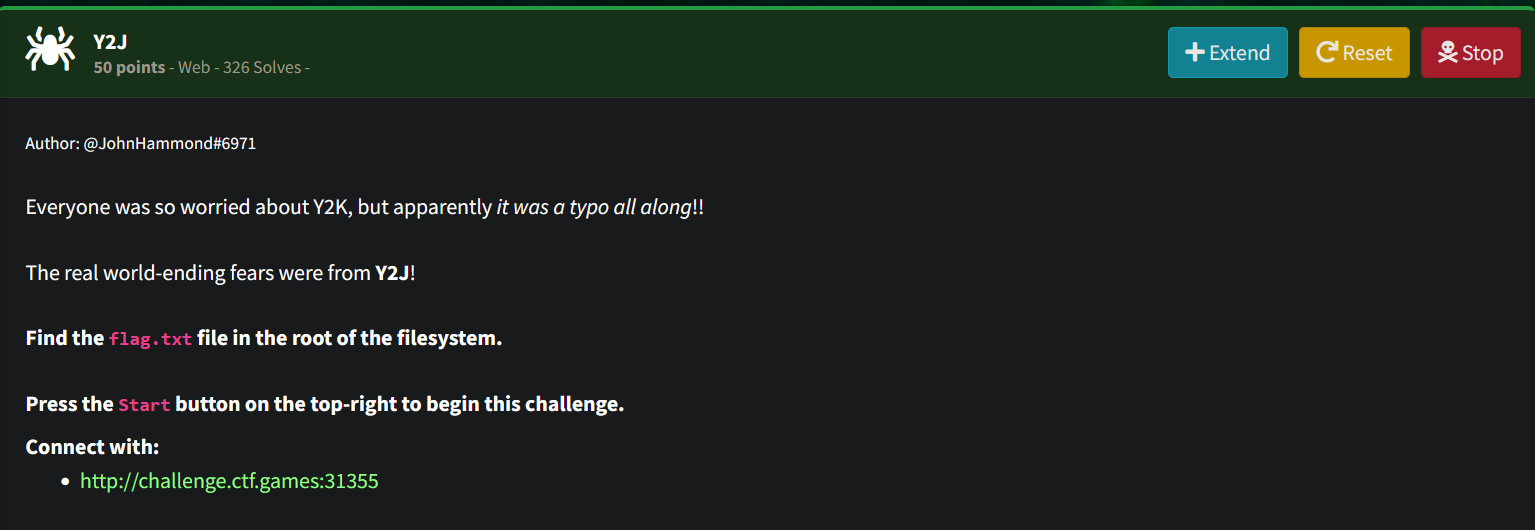 Y2J
50 points - Web - 326 Solves -
Extend
Reset
Stop
Author: @JohnHammond#6971
Everyone was so worried about Y2K, but apparently it was a typo all along!!
The real world-ending fears were from Y2J!
Find the flag.txt file in the root of the filesystem.
Press the Start button on the top-right to begin this challenge.
Connect with:
http://challenge.ctf.games:31355